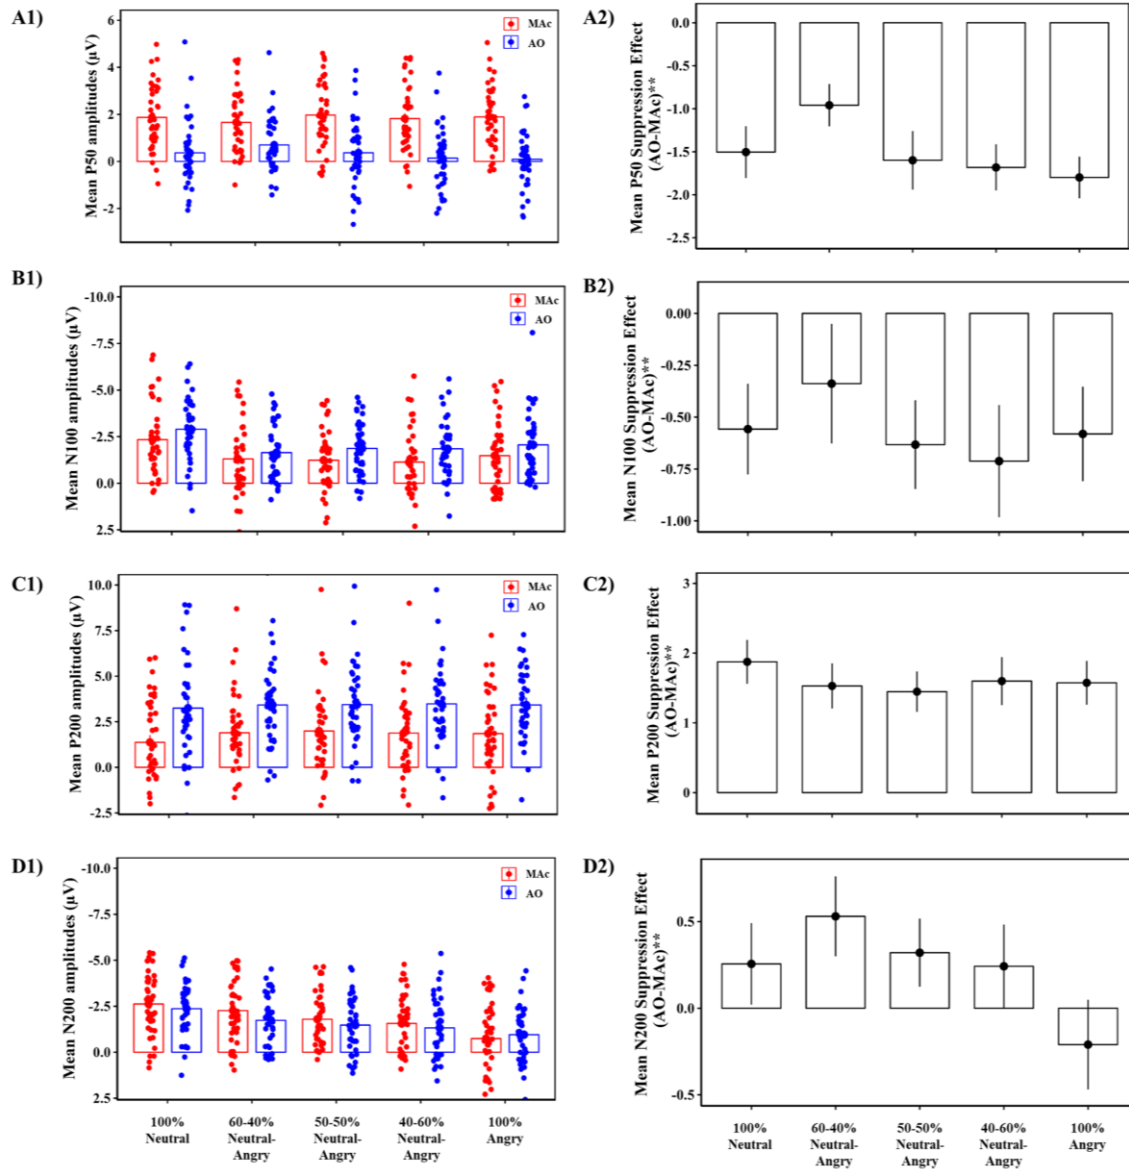 A1)
Mean P50 amplitudes (µV)
6
4
2
0
-2
MAc
AO
A2)
Mean P50 Suppression Effect
(AO-MAc)**
0.0
-0.5
-1.0
-1.5
-2.0
-2.5
B1)
Mean N100 amplitudes (µV)
-10.0
-7.5
-5.0
-2.5
0.0
2.5
MAc
AO
B2)
Mean N100 Suppression Effect
(AO-MAc)**
0.00
-0.25
-0.50
-0.75
-1.00
C1)
Mean P200 amplitudes (µV)
10.0
7.5
5.0
2.5
0.0
-2.5
MAc
AO
C2)
Mean P200 Suppression Effect
(AO-MAc)**
3
2
1
0
D1)
Mean N200 amplitudes (µV)
-10.0
-7.5
-5.0
-2.5
0.0
2.5
MAc
AO
100%
Neutral
60-40%
Neutral-
Angry
50-50%
Neutral-
Angry
40-60%
Neutral-
Angry
100%
Angry
D2)
Mean N200 Suppression Effect
(AO-MAc)**
0.5
0.0
-0.5
100%
Neutral
60-40%
Neutral-
Angry
50-50%
Neutral-
Angry
40-60%
Neutral-
Angry
100%
Angry